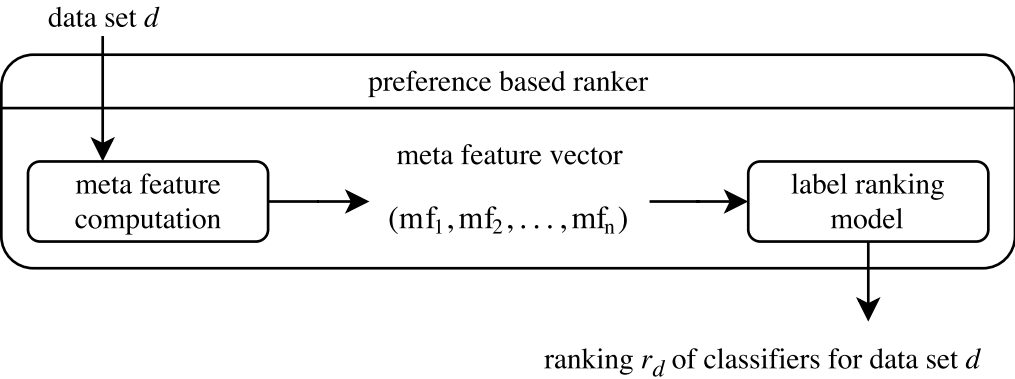 data set d
preference based ranker
meta feature
computation
meta feature vector
(mf₁, mf₂, . . . , mfₙ)
label ranking
model
ranking r_d of classifiers for data set d